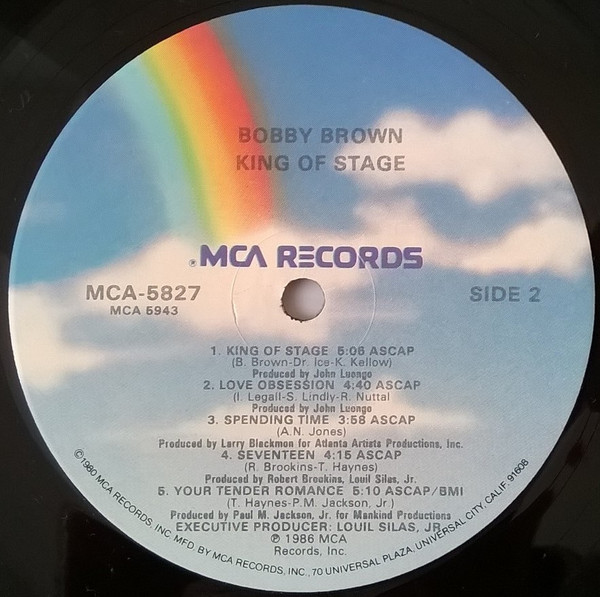 BOBBY BROWN
KING OF STAGE
®MCA RECORDS
MCA-5827
MCA 5943
SIDE 2
1. KING OF STAGE 5:05 ASCAP
(B. Brown-Dr. Ice-K. Kellow)
Produced by John Luongo
2. LOVE OBSESSION 4:40 ASCAP
(I. Legall-S. Lindly-R. Nuttal
Produced by John Luongo
3. SPENDING TIME 3:58 ASCAP
(A.N. Jones)
Produced by Larry Blackmon for Atlanta Artists Productions, Inc.
4. SEVENTEEN 4:15 ASCAP
(R. Brookins-T. Haynes)
Produced by Robert Brookins, Louil Silas, Jr.
5. YOUR TENDER ROMANCE 5:10 ASCAP/BMI
(T. Haynes-P.M. Jackson, Jr.)
Produced by Paul M. Jackson, Jr. for Mankind Productions
EXECUTIVE PRODUCER: LOUIL SILAS, JR.
℗ 1986 MCA
Records, Inc.
©1980 MCA RECORDS, INC. MFD. BY MCA RECORDS, INC., 70 UNIVERSAL PLAZA, UNIVERSAL CITY, CALIF. 91608